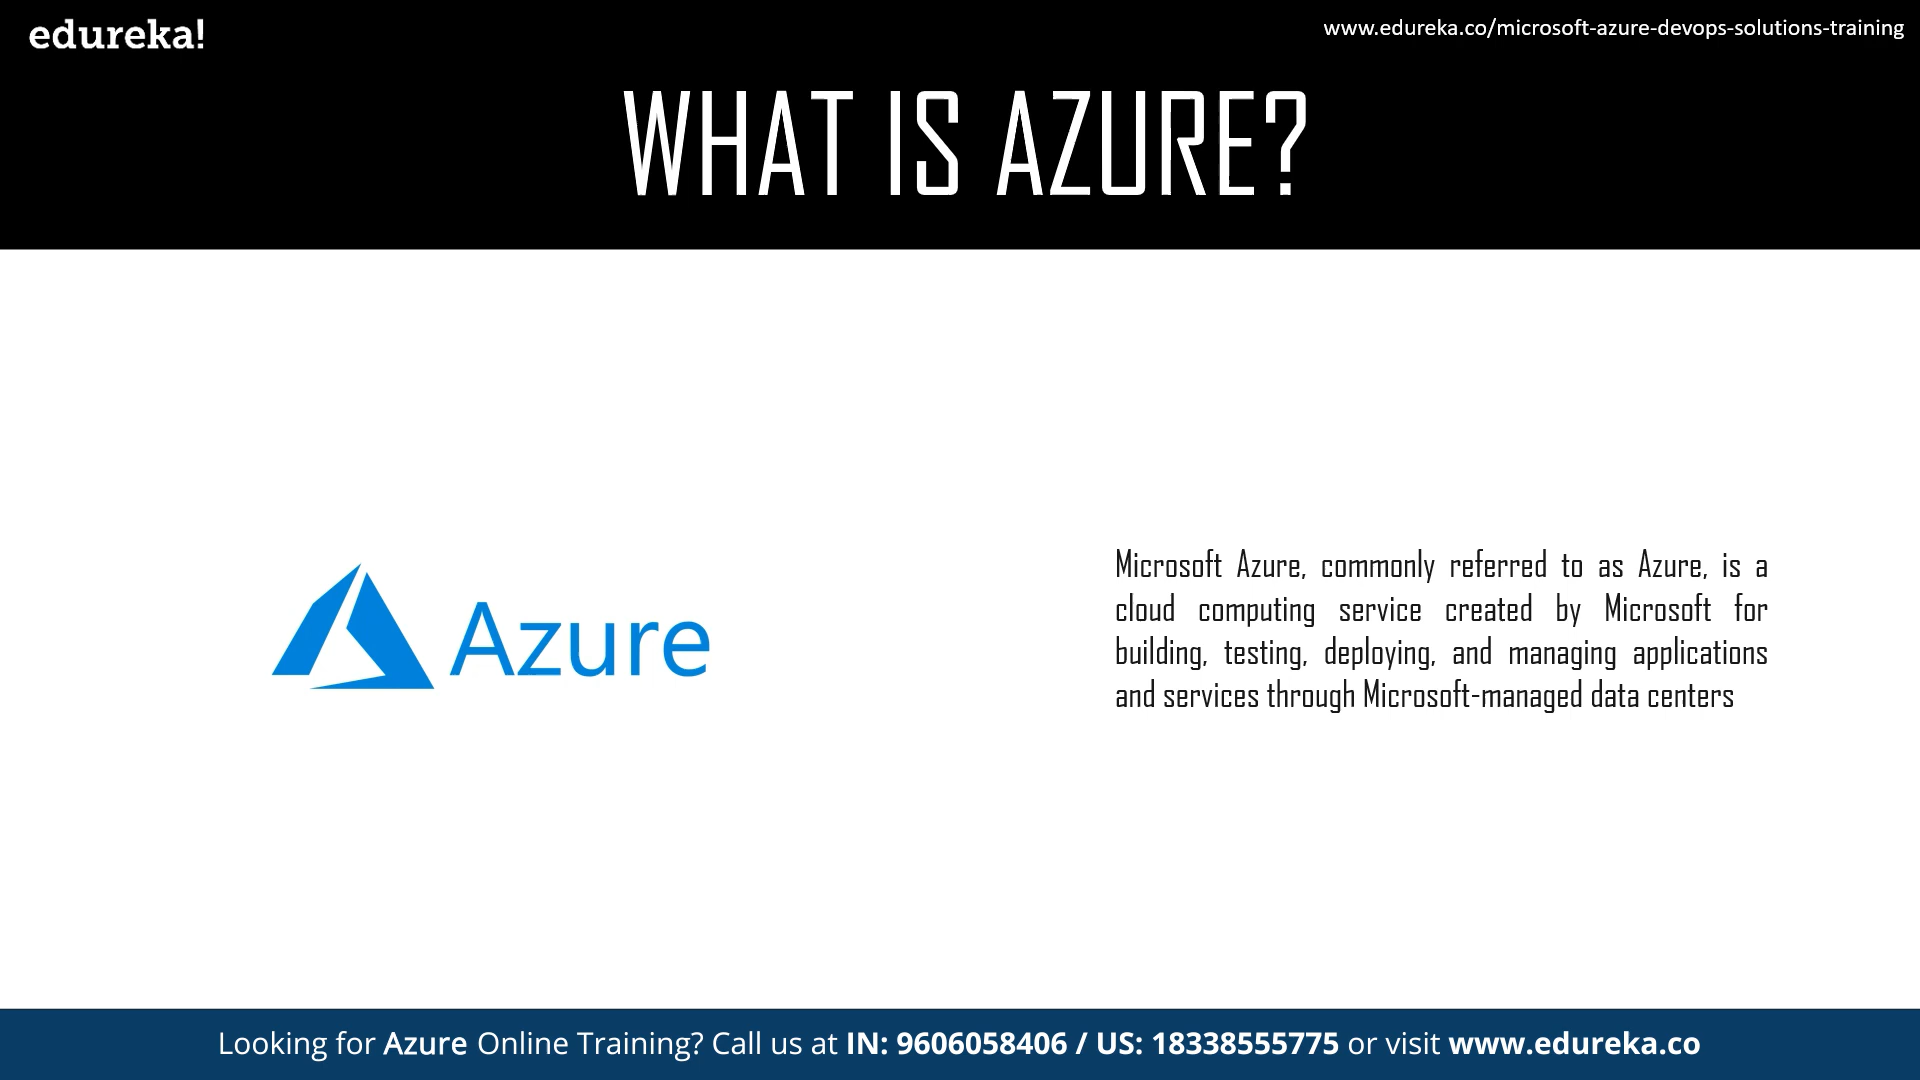 edureka!
www.edureka.co/microsoft-azure-devops-solutions-training
WHAT IS AZURE?
Azure
Microsoft Azure, commonly referred to as Azure, is a
cloud computing service created by Microsoft for
building, testing, deploying, and managing applications
and services through Microsoft-managed data centers
Looking for Azure Online Training? Call us at IN: 9606058406 / US: 18338555775 or visit www.edureka.co